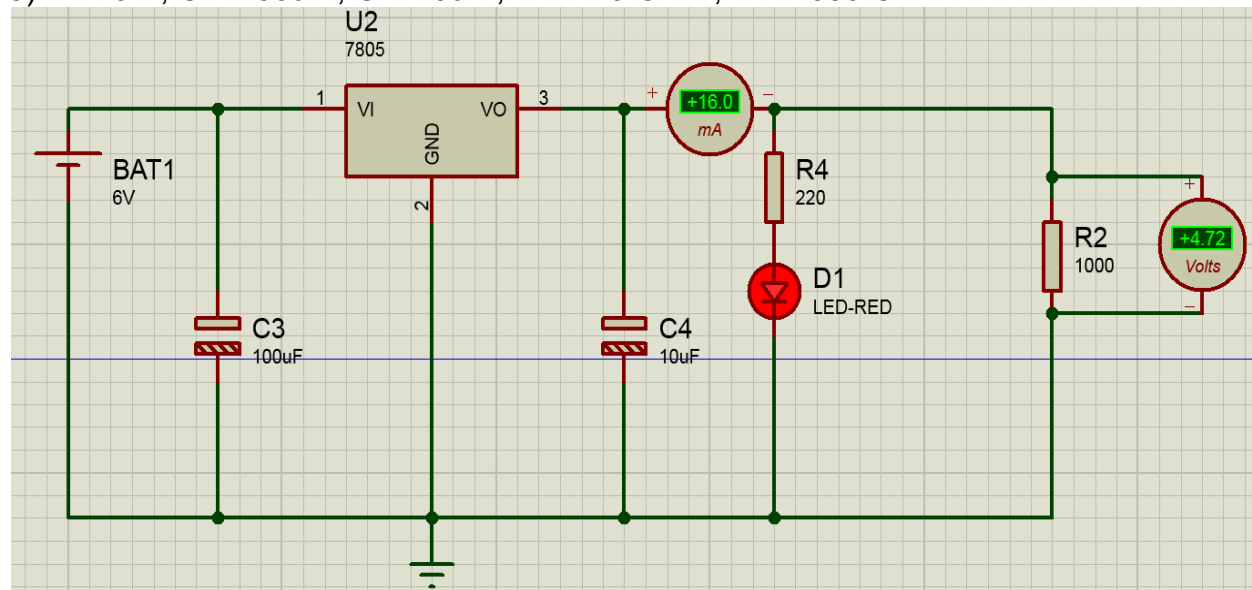 U2
7805
1
VI
VO
3
GND
2
+
+16.0
mA
−
BAT1
6V
C3
100uF
C4
10uF
R4
220
D1
LED-RED
R2
1000
+
+4.72
Volts
−